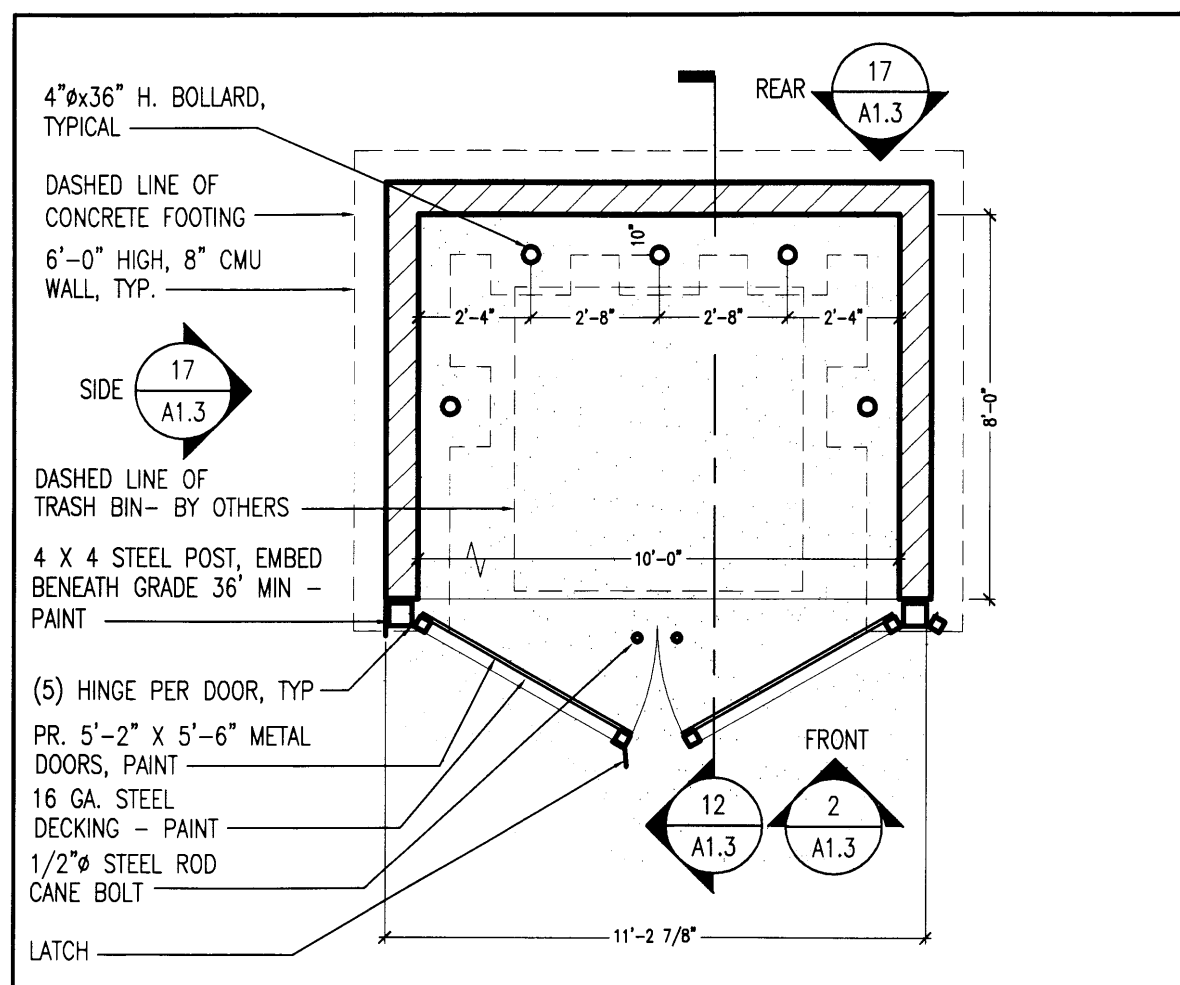 4"øx36" H. BOLLARD,
TYPICAL
DASHED LINE OF
CONCRETE FOOTING
6'-0" HIGH, 8" CMU
WALL, TYP.
SIDE
17
A1.3
DASHED LINE OF
TRASH BIN- BY OTHERS
4 X 4 STEEL POST, EMBED
BENEATH GRADE 36' MIN -
PAINT
(5) HINGE PER DOOR, TYP
PR. 5'-2" X 5'-6" METAL
DOORS, PAINT
16 GA. STEEL
DECKING - PAINT
1/2"ø STEEL ROD
CANE BOLT
LATCH
REAR
17
A1.3
10"
2'-4"
2'-8"
2'-8"
2'-4"
8'-0"
10'-0"
FRONT
12
A1.3
2
A1.3
11'-2 7/8"